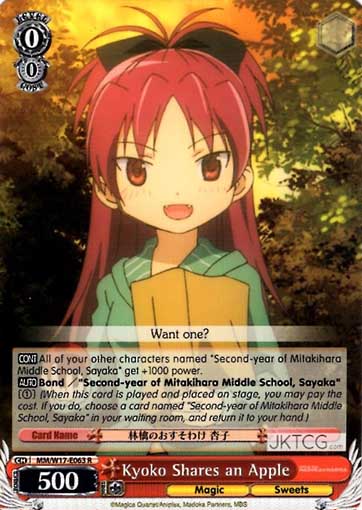 LEVEL
0
0
COST
Want one?
CONT All of your other characters named "Second-year of Mitakihara
Middle School, Sayaka" get +1000 power.
AUTO Bond／"Second-year of Mitakihara Middle School, Sayaka"
[(1) (When this card is played and placed on stage, you may pay the
cost. If you do, choose a card named "Second-year of Mitakihara
Middle School, Sayaka" in your waiting room, and return it to your hand.)
Card Name
林檎のおすそわけ 杏子
JKTCG.com
CH MM/W17-E063 R
Kyoko Shares an Apple
POWER
500
SOUL
Magic
Sweets
©Magica Quartet/Aniplex, Madoka Partners, MBS